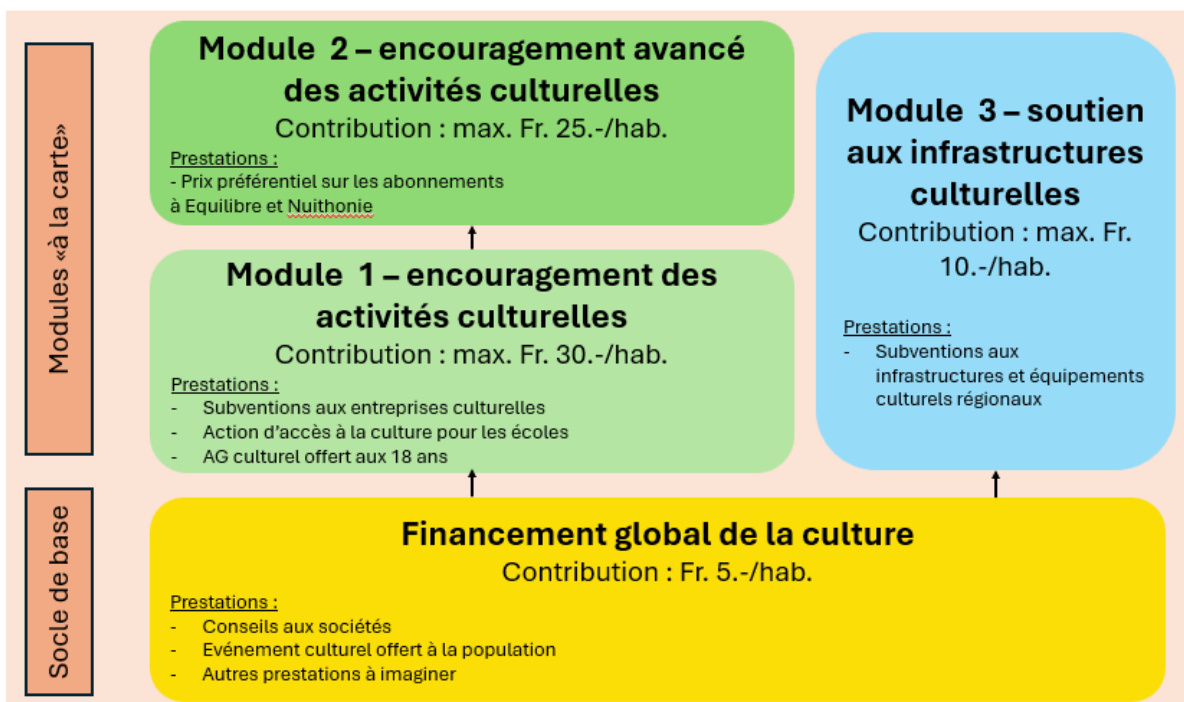 Modules «à la carte»
Module 2 – encouragement avancé
des activités culturelles
Contribution : max. Fr. 25.-/hab.
Prestations :
- Prix préférentiel sur les abonnements
à Equilibre et Nuithonie
Module 3 – soutien
aux infrastructures
culturelles
Contribution : max. Fr.
10.-/hab.
Prestations :
- Subventions aux
infrastructures et équipements
culturels régionaux
Module 1 – encouragement des
activités culturelles
Contribution : max. Fr. 30.-/hab.
Prestations :
- Subventions aux entreprises culturelles
- Action d’accès à la culture pour les écoles
- AG culturel offert aux 18 ans
Socle de base
Financement global de la culture
Contribution : Fr. 5.-/hab.
Prestations :
- Conseils aux sociétés
- Evénement culturel offert à la population
- Autres prestations à imaginer